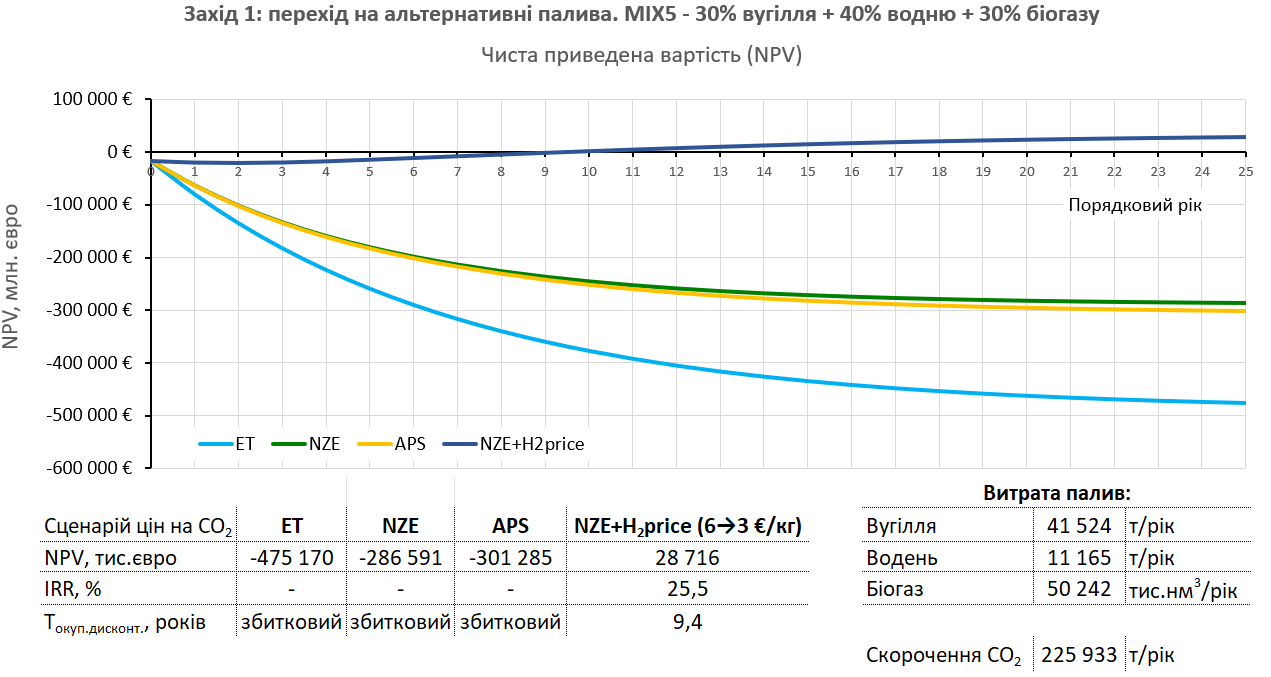 Захід 1: перехід на альтернативні палива. MIX5 - 30% вугілля + 40% водню + 30% біогазу
Чиста приведена вартість (NPV)
NPV, млн. євро
100 000 €
0 €
-100 000 €
-200 000 €
-300 000 €
-400 000 €
-500 000 €
-600 000 €
0 1 2 3 4 5 6 7 8 9 10 11 12 13 14 15 16 17 18 19 20 21 22 23 24 25
Порядковий рік
ET NZE APS NZE+H2price
Сценарій цін на CO₂ ET NZE APS NZE+H₂price (6→3 €/кг)
NPV, тис.євро -475 170 -286 591 -301 285 28 716
IRR, % - - - 25,5
Tокуп.дисконт., років збитковий збитковий збитковий 9,4
Витрата палив:
Вугілля 41 524 т/рік
Водень 11 165 т/рік
Біогаз 50 242 тис.нм³/рік
Скорочення CO₂ 225 933 т/рік